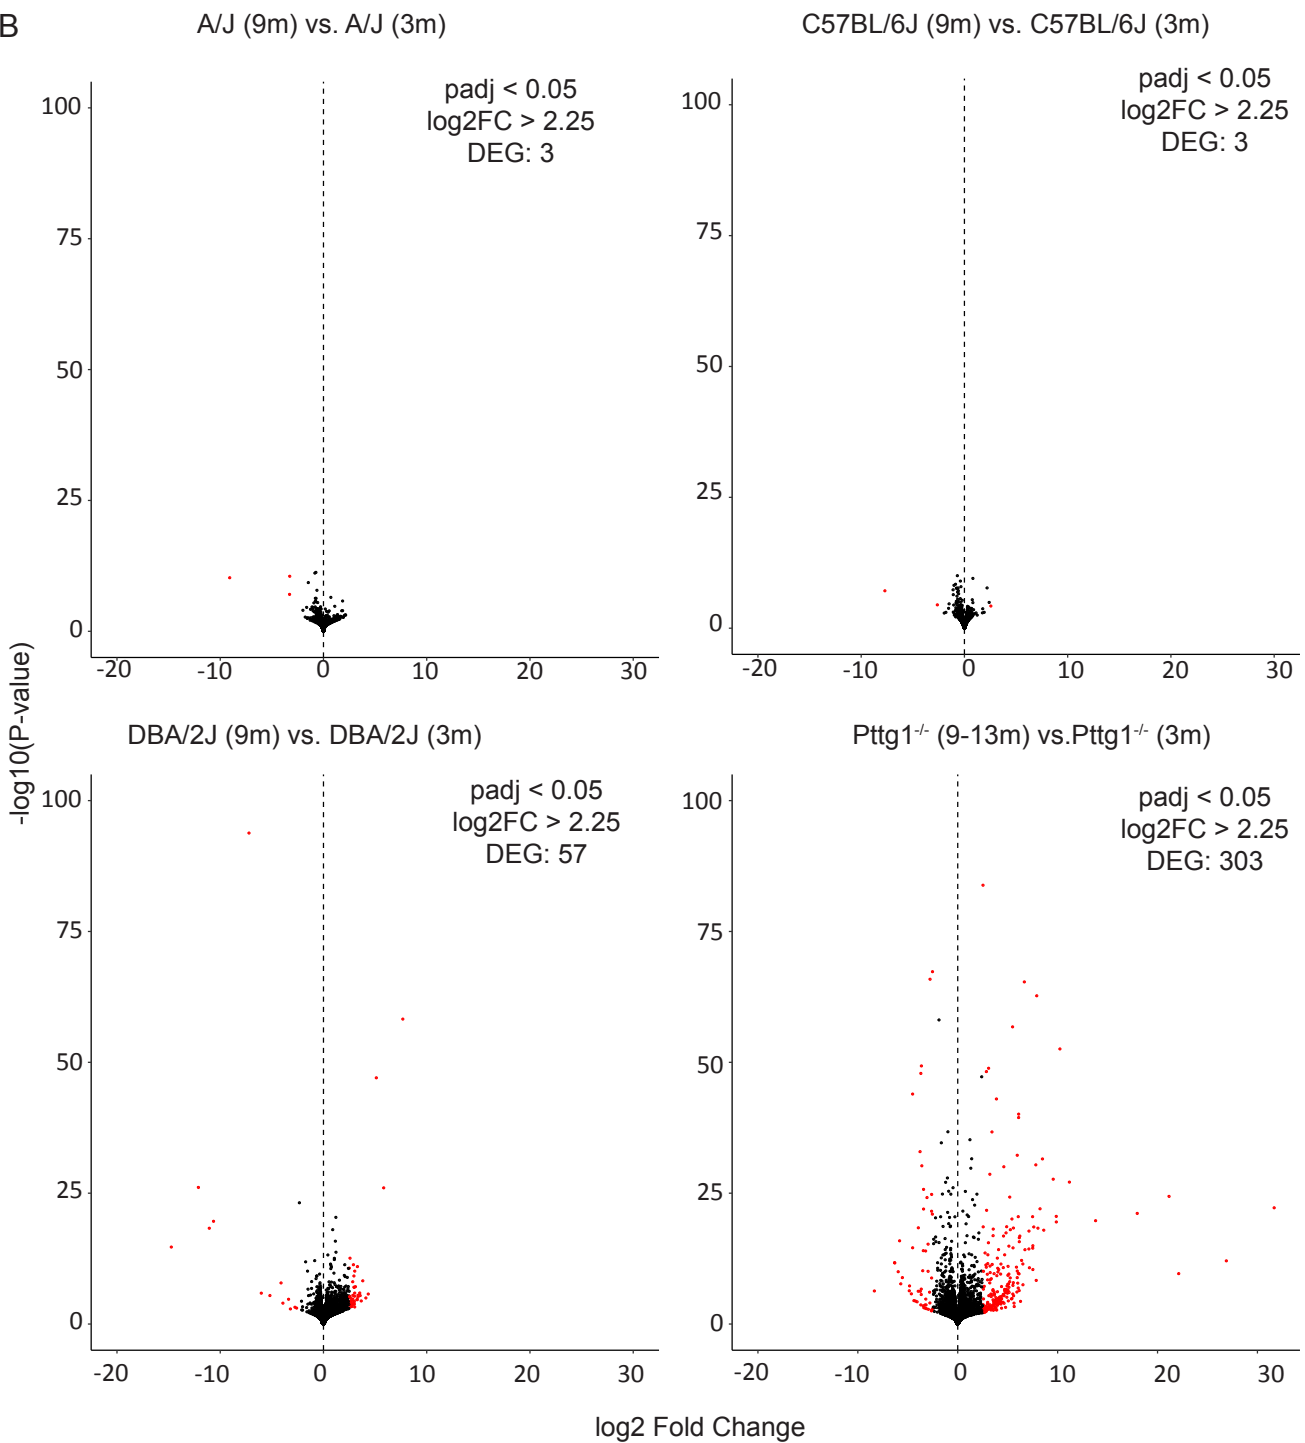 B
A/J (9m) vs. A/J (3m)
C57BL/6J (9m) vs. C57BL/6J (3m)
padj < 0.05
log2FC > 2.25
DEG: 3
100
75
50
25
0
-20
-10
0
10
20
30
padj < 0.05
log2FC > 2.25
DEG: 3
100
75
50
25
0
-20
-10
0
10
20
30
-log10(P-value)
DBA/2J (9m) vs. DBA/2J (3m)
Pttg1-/- (9-13m) vs.Pttg1-/- (3m)
padj < 0.05
log2FC > 2.25
DEG: 57
100
75
50
25
0
-20
-10
0
10
20
30
padj < 0.05
log2FC > 2.25
DEG: 303
100
75
50
25
0
-20
-10
0
10
20
30
log2 Fold Change